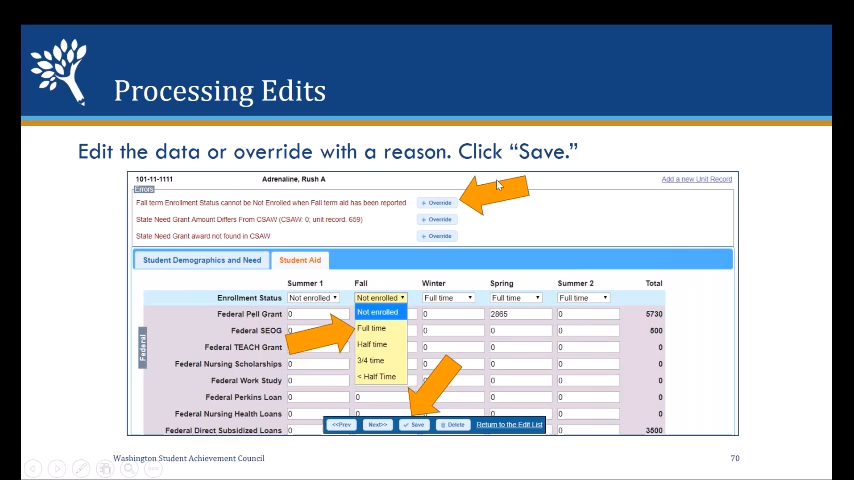 Processing Edits
Edit the data or override with a reason. Click “Save.”
101-11-1111 Adrenaline, Rush A Add a new Unit Record
Errors
Fall term Enrollment Status cannot be Not Enrolled when Fall term aid has been reported + Override
State Need Grant Amount Differs From CSAW (CSAW: 0; unit record: 659) + Override
State Need Grant award not found in CSAW + Override
Student Demographics and Need Student Aid
Summer 1 Fall Winter Spring Summer 2 Total
Enrollment Status Not enrolled Not enrolled Full time Full time Full time
Federal Pell Grant 0 0 2865 0 5730
Federal SEOG 0 0 0 0 500
Federal TEACH Grant 0 0 0 0
Federal Nursing Scholarships 0 0 0 0 0
Federal Work Study 0 0 0 0 0
Federal Perkins Loan 0 0 0 0 0
Federal Nursing Health Loans 0 0 0 0 0
Federal Direct Subsidized Loans 0 0 0 3500
Federal
Not enrolled
Full time
Half time
3/4 time
< Half Time
<<Prev Next>> Save Delete Return to the Edit List
Washington Student Achievement Council 70